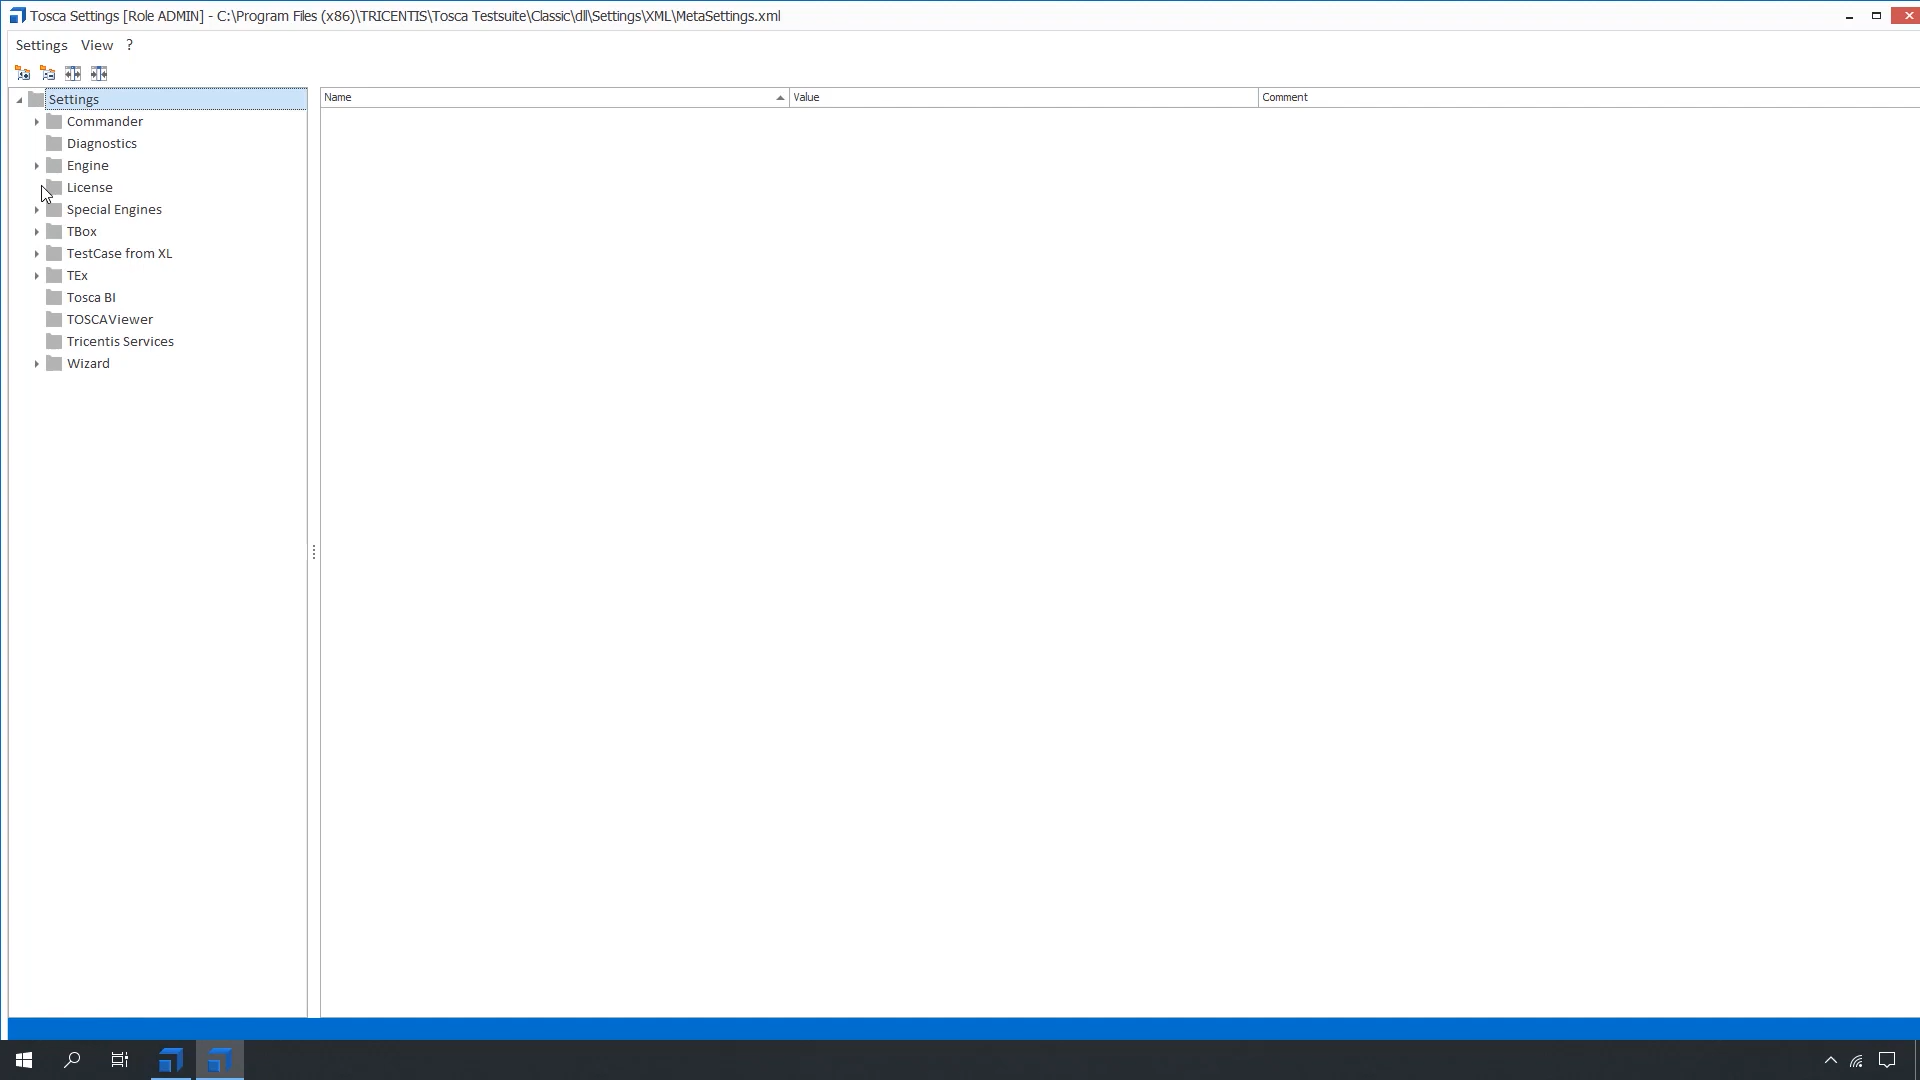 Tosca Settings [Role ADMIN] - C:\Program Files (x86)\TRICENTIS\Tosca Testsuite\Classic\dll\Settings\XML\MetaSettings.xml
Settings View ?
Settings
Commander
Diagnostics
Engine
License
Special Engines
TBox
TestCase from XL
TEx
Tosca BI
TOSCAViewer
Tricentis Services
Wizard
Name Value Comment